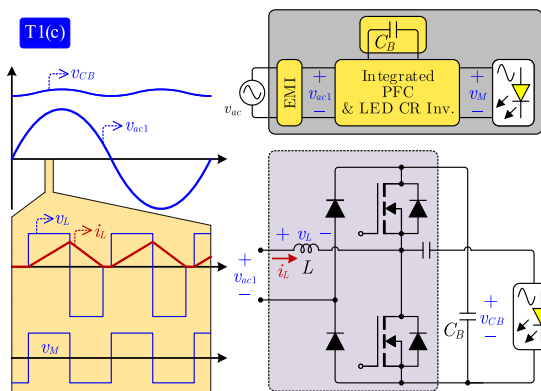 T1(c)
v_CB
v_ac1
v_L
i_L
v_M
C_B
v_ac
EMI
+
v_ac1
−
Integrated
PFC
& LED CR Inv.
+
v_M
−
+ v_L −
i_L
L
+
v_ac1
−
C_B
+
v_CB
−